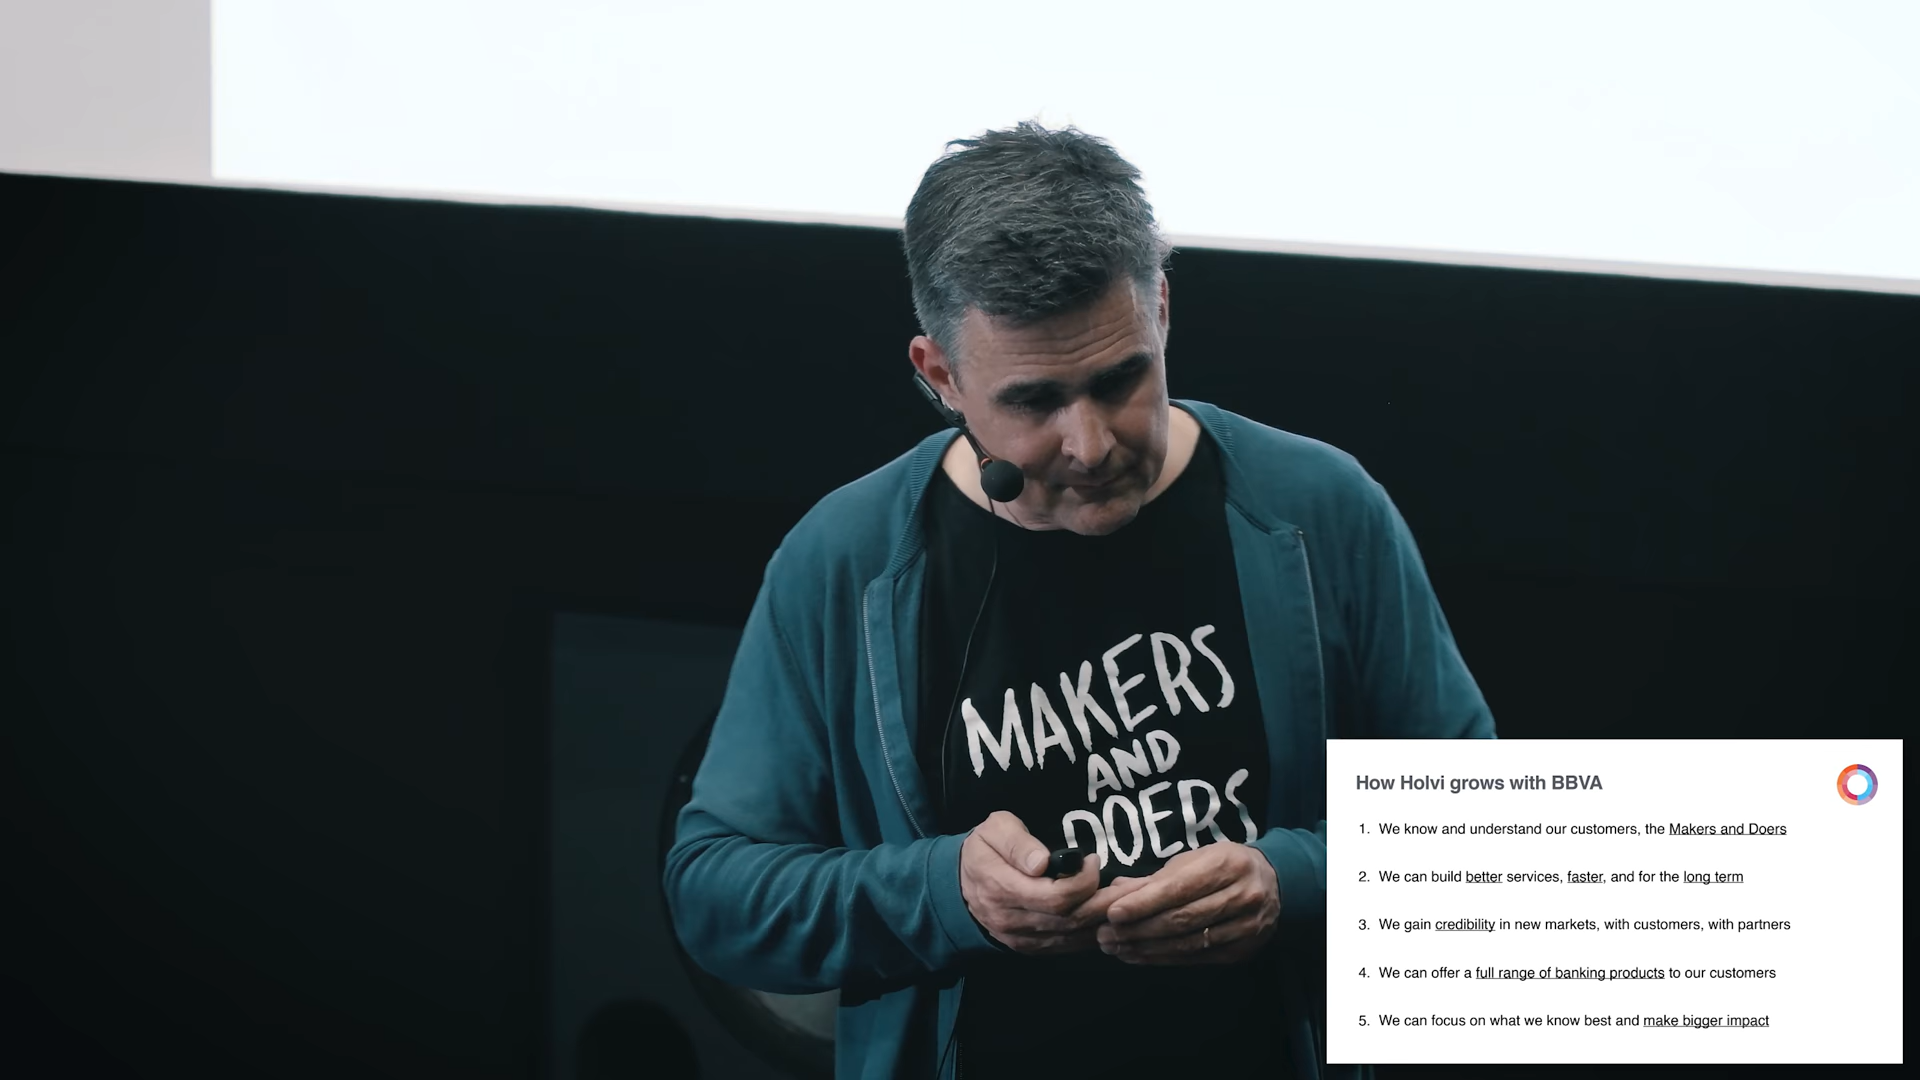 MAKERS
AND
DOERS
How Holvi grows with BBVA
1. We know and understand our customers, the Makers and Doers
2. We can build better services, faster, and for the long term
3. We gain credibility in new markets, with customers, with partners
4. We can offer a full range of banking products to our customers
5. We can focus on what we know best and make bigger impact